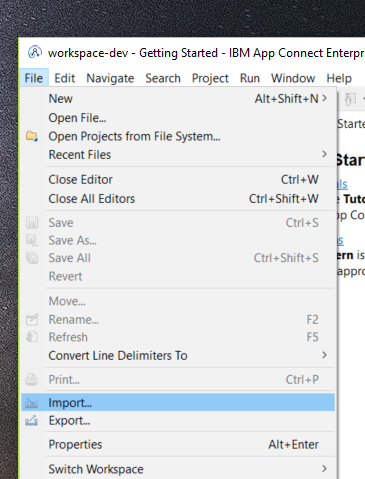 workspace-dev - Getting Started - IBM App Connect Enterpri
File Edit Navigate Search Project Run Window Help
New Alt+Shift+N >
Open File...
Open Projects from File System...
Recent Files >
Close Editor Ctrl+W
Close All Editors Ctrl+Shift+W
Save Ctrl+S
Save As...
Save All Ctrl+Shift+S
Revert
Move...
Rename... F2
Refresh F5
Convert Line Delimiters To >
Print... Ctrl+P
Import...
Export...
Properties Alt+Enter
Switch Workspace >
Starte
Start
ls
Tuto
pp Co
s
ern is
appro